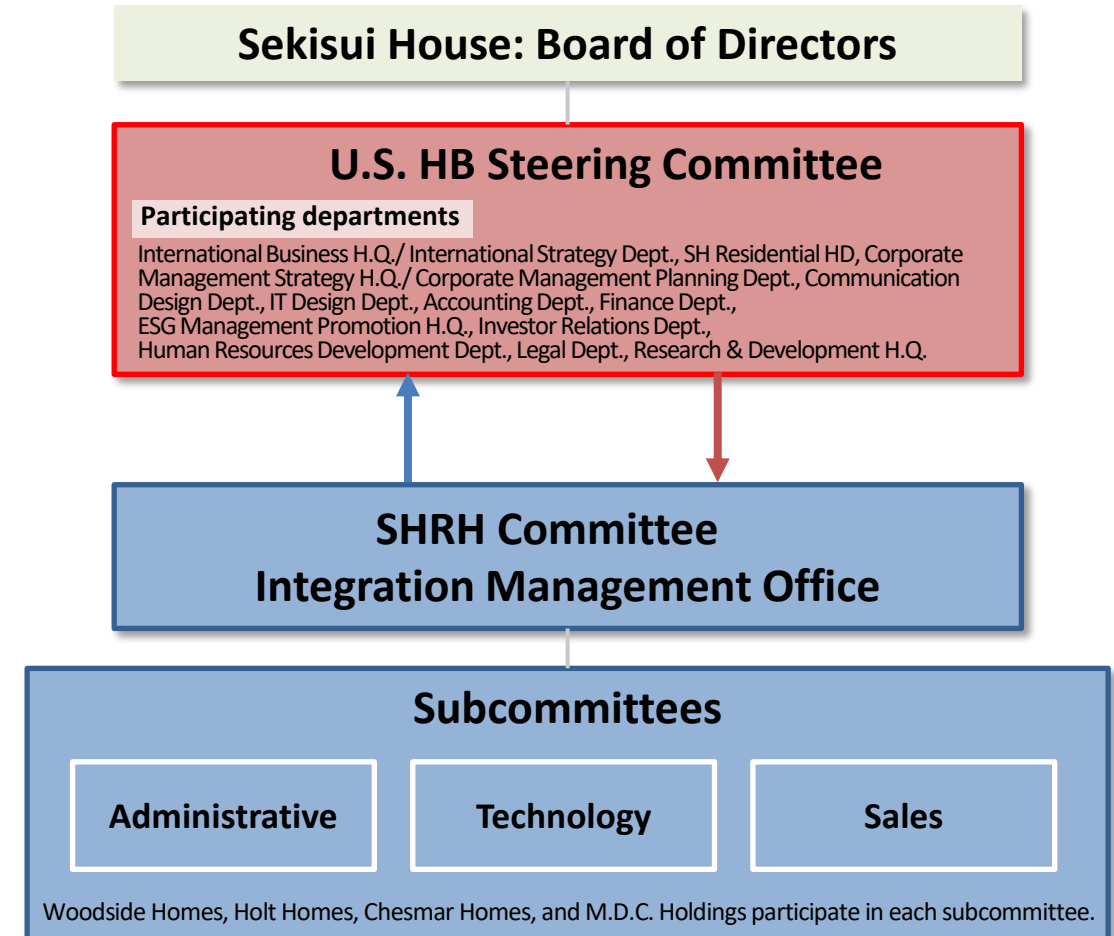 Sekisui House: Board of Directors
U.S. HB Steering Committee
Participating departments
International Business H.Q./ International Strategy Dept., SH Residential HD, Corporate
Management Strategy H.Q./ Corporate Management Planning Dept., Communication
Design Dept., IT Design Dept., Accounting Dept., Finance Dept.,
ESG Management Promotion H.Q., Investor Relations Dept.,
Human Resources Development Dept., Legal Dept., Research & Development H.Q.
SHRH Committee
Integration Management Office
Subcommittees
Administrative
Technology
Sales
Woodside Homes, Holt Homes, Chesmar Homes, and M.D.C. Holdings participate in each subcommittee.